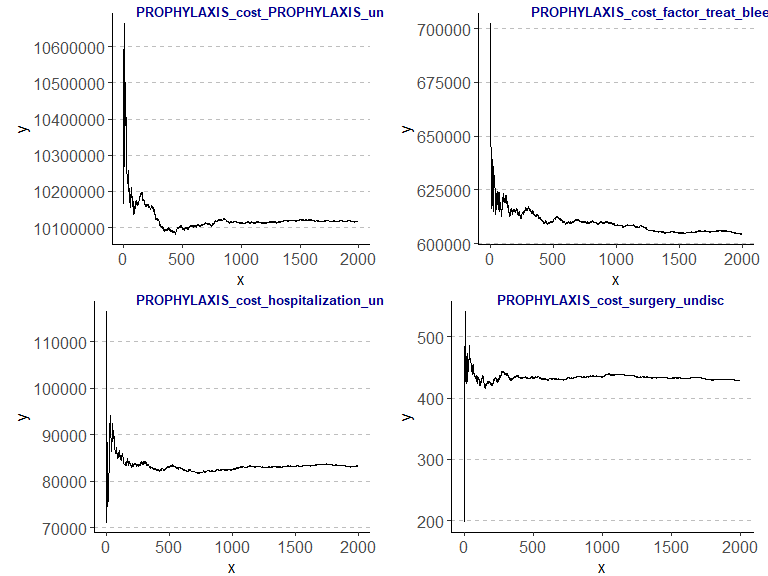 PROPHYLAXIS_cost_PROPHYLAXIS_un
10600000
10500000
10400000
10300000
10200000
10100000
y
0 500 1000 1500 2000
x
PROPHYLAXIS_cost_factor_treat_blee
700000
675000
650000
625000
600000
y
0 500 1000 1500 2000
x
PROPHYLAXIS_cost_hospitalization_un
110000
100000
90000
80000
70000
y
0 500 1000 1500 2000
x
PROPHYLAXIS_cost_surgery_undisc
500
400
300
200
y
0 500 1000 1500 2000
x